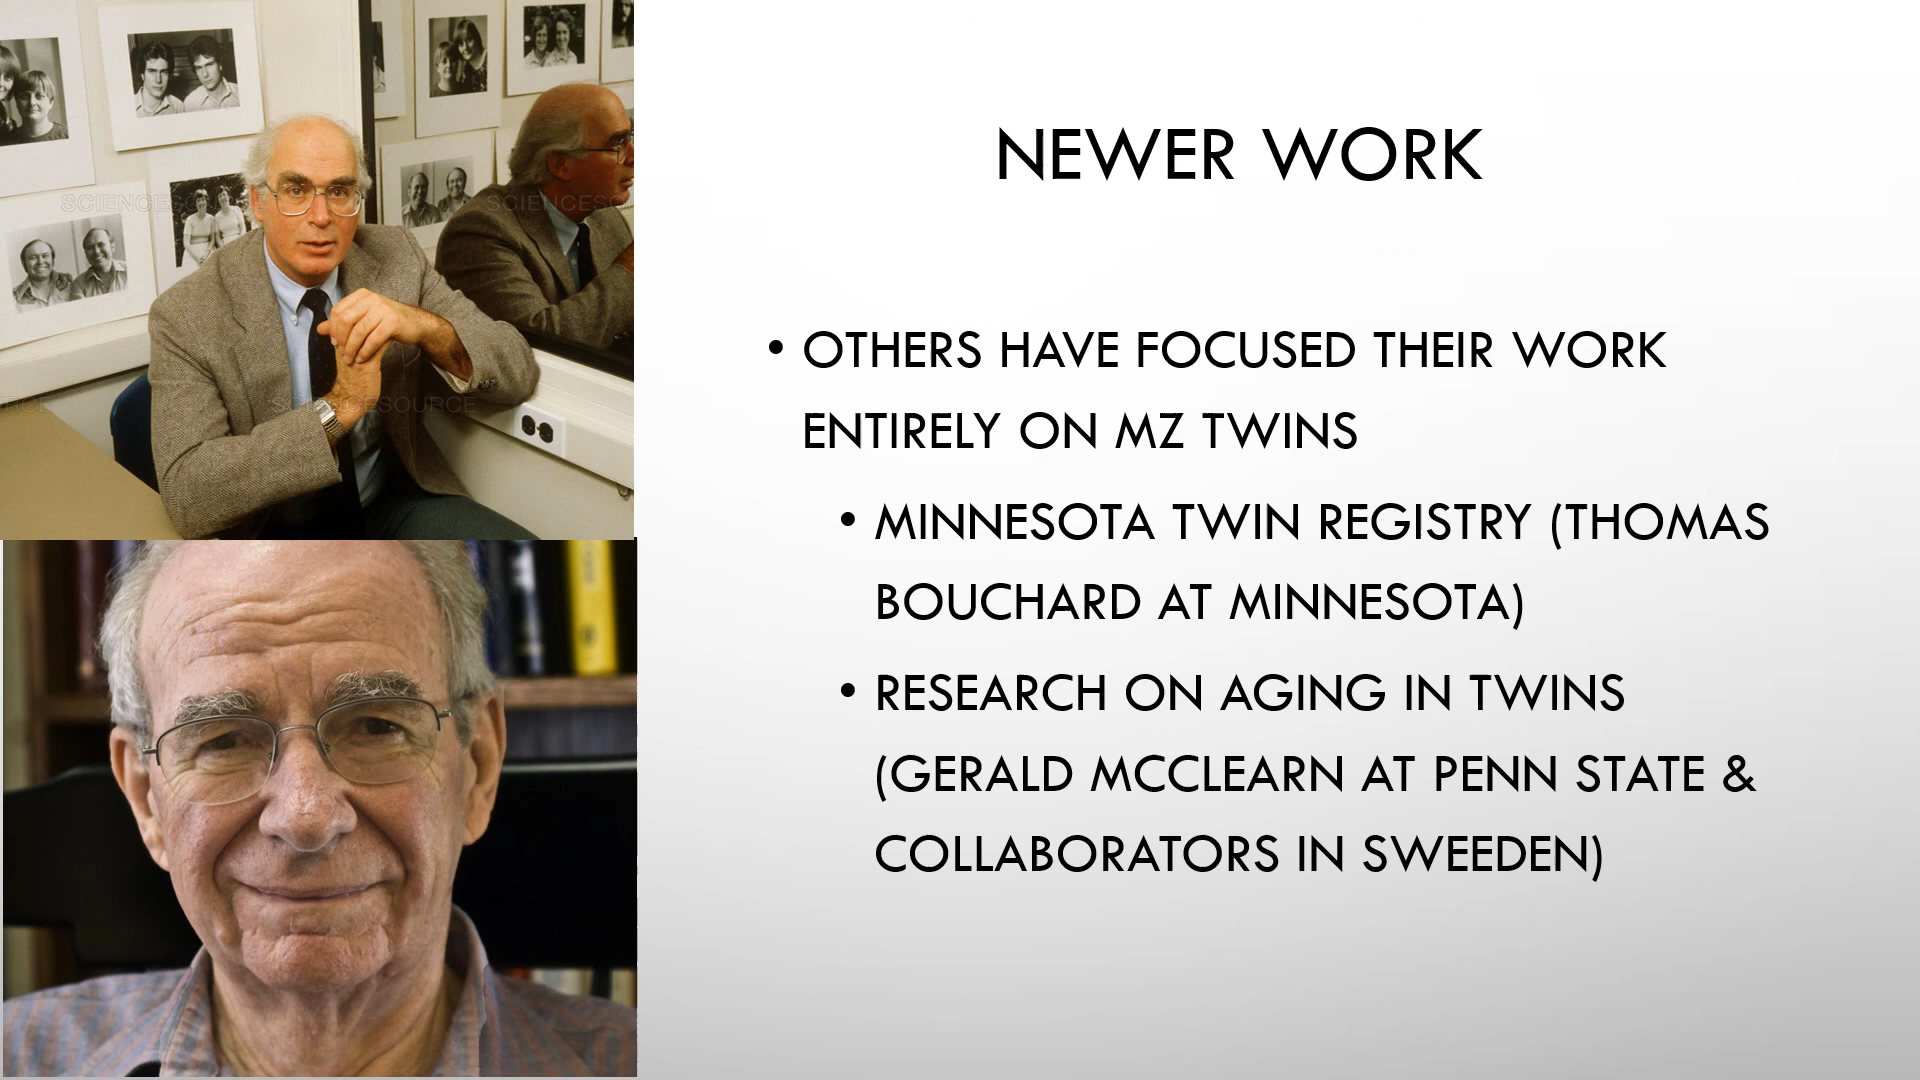 NEWER WORK
• OTHERS HAVE FOCUSED THEIR WORK
ENTIRELY ON MZ TWINS
• MINNESOTA TWIN REGISTRY (THOMAS
BOUCHARD AT MINNESOTA)
• RESEARCH ON AGING IN TWINS
(GERALD MCCLEARN AT PENN STATE &
COLLABORATORS IN SWEEDEN)
SCIENCESOURCE